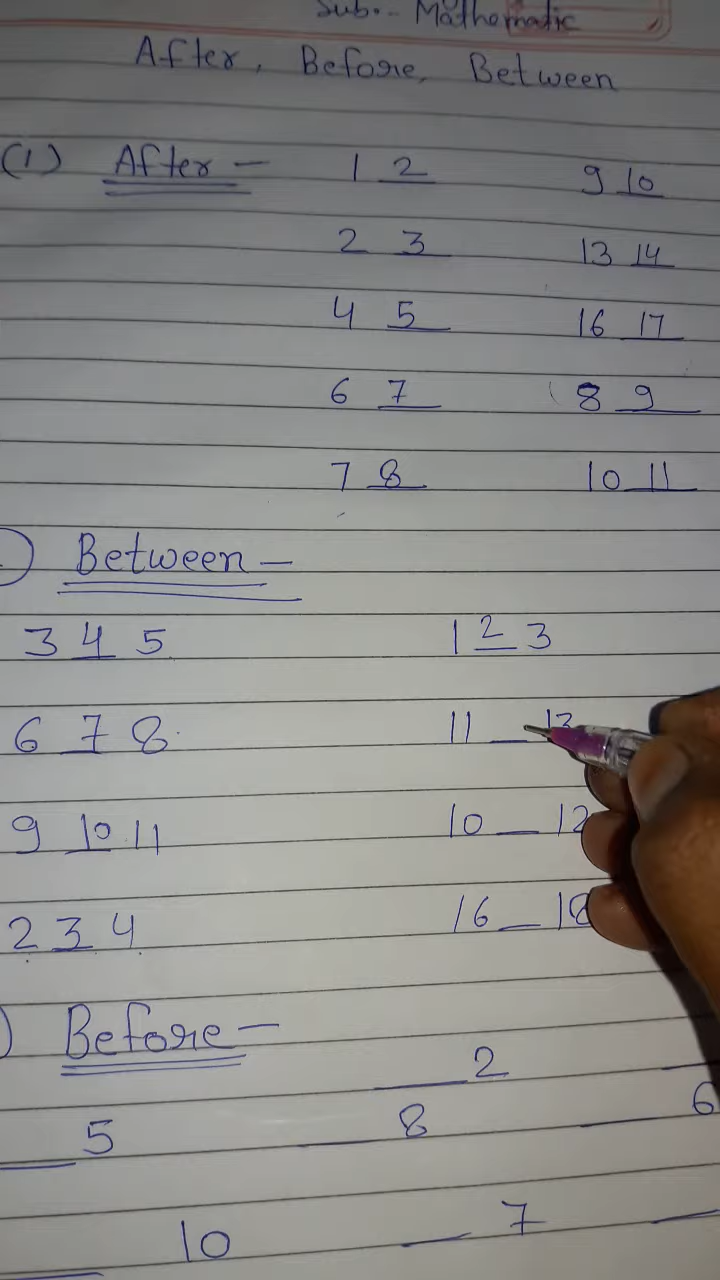 Sub:- Mathematic
After, Before, Between
(1) After - 1 2 9 10
2 3 13 14
4 5 16 17
6 7 8 9
7 8 10 11
) Between -
3 4 5 1 2 3
6 7 8 11 __ 13
9 10 11 10 __ 12
2 3 4 16 __ 18
) Before -
__ 2
__ 5 __ 8 __ 6
__ 10 __ 7 __